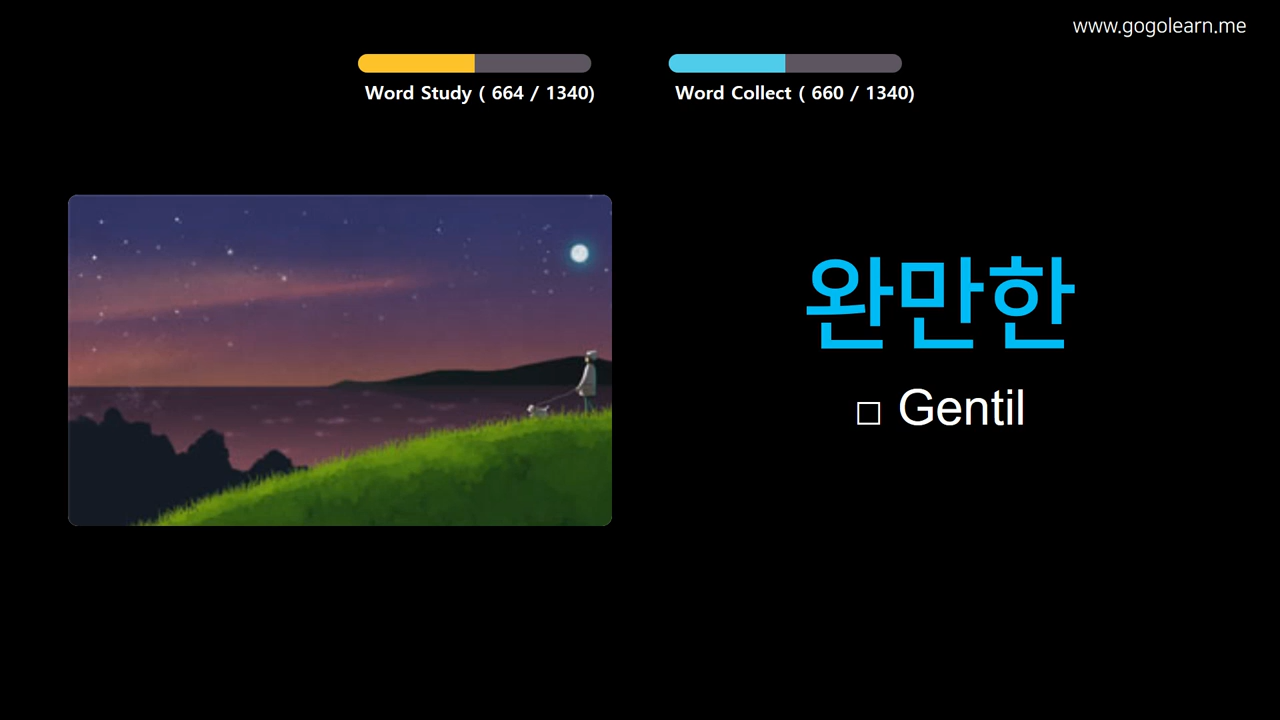 www.gogolearn.me
Word Study ( 664 / 1340)
Word Collect ( 660 / 1340)
완만한
□ Gentil